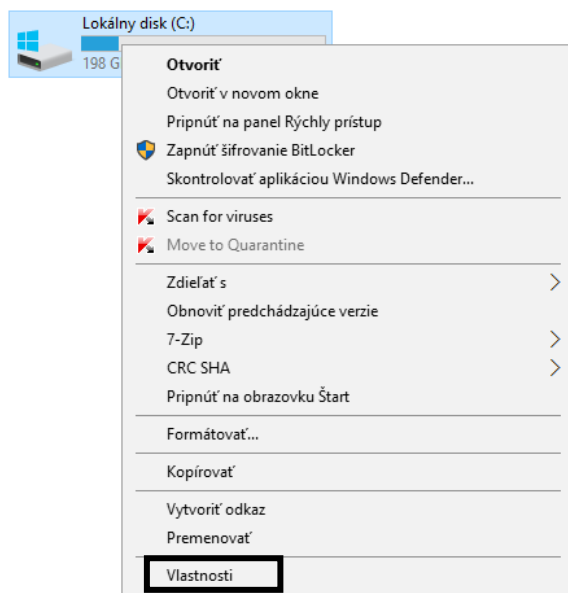 Lokálny disk (C:)
198 G
Otvoriť
Otvoriť v novom okne
Pripnúť na panel Rýchly prístup
Zapnúť šifrovanie BitLocker
Skontrolovať aplikáciou Windows Defender...
Scan for viruses
Move to Quarantine
Zdieľať s
Obnoviť predchádzajúce verzie
7-Zip
CRC SHA
Pripnúť na obrazovku Štart
Formátovať...
Kopírovať
Vytvoriť odkaz
Premenovať
Vlastnosti